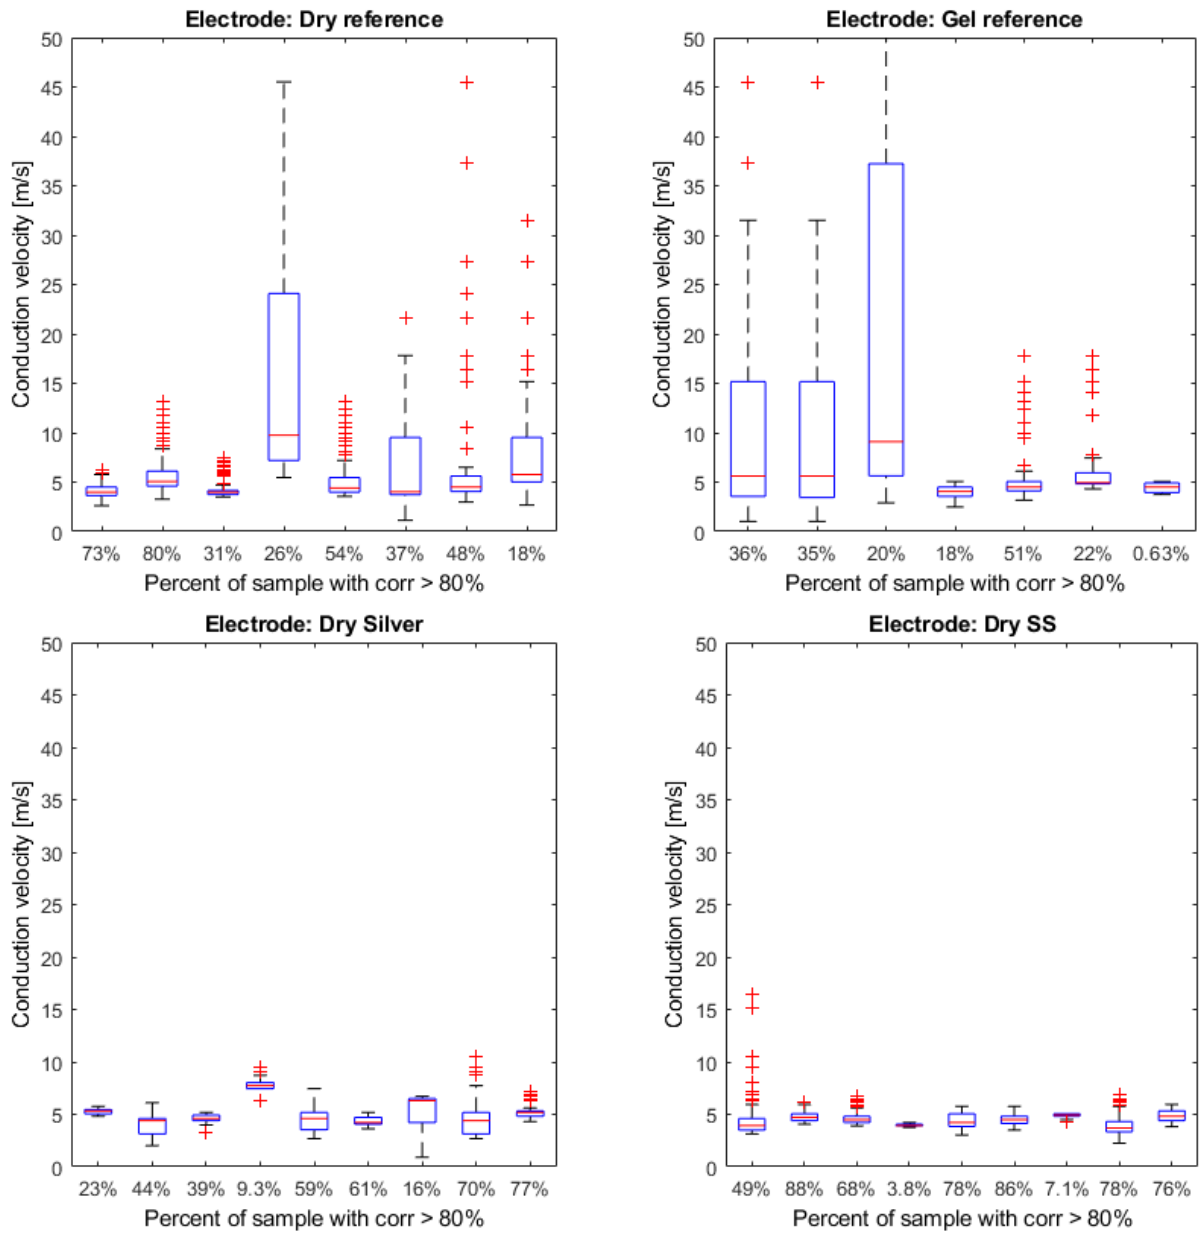 Electrode: Dry reference
50
45
40
35
30
25
20
15
10
5
0
Conduction velocity [m/s]
73% 80% 31% 26% 54% 37% 48% 18%
Percent of sample with corr > 80%
Electrode: Gel reference
50
45
40
35
30
25
20
15
10
5
0
Conduction velocity [m/s]
36% 35% 20% 18% 51% 22% 0.63%
Percent of sample with corr > 80%
Electrode: Dry Silver
50
45
40
35
30
25
20
15
10
5
0
Conduction velocity [m/s]
23% 44% 39% 9.3% 59% 61% 16% 70% 77%
Percent of sample with corr > 80%
Electrode: Dry SS
50
45
40
35
30
25
20
15
10
5
0
Conduction velocity [m/s]
49% 88% 68% 3.8% 78% 86% 7.1% 78% 76%
Percent of sample with corr > 80%